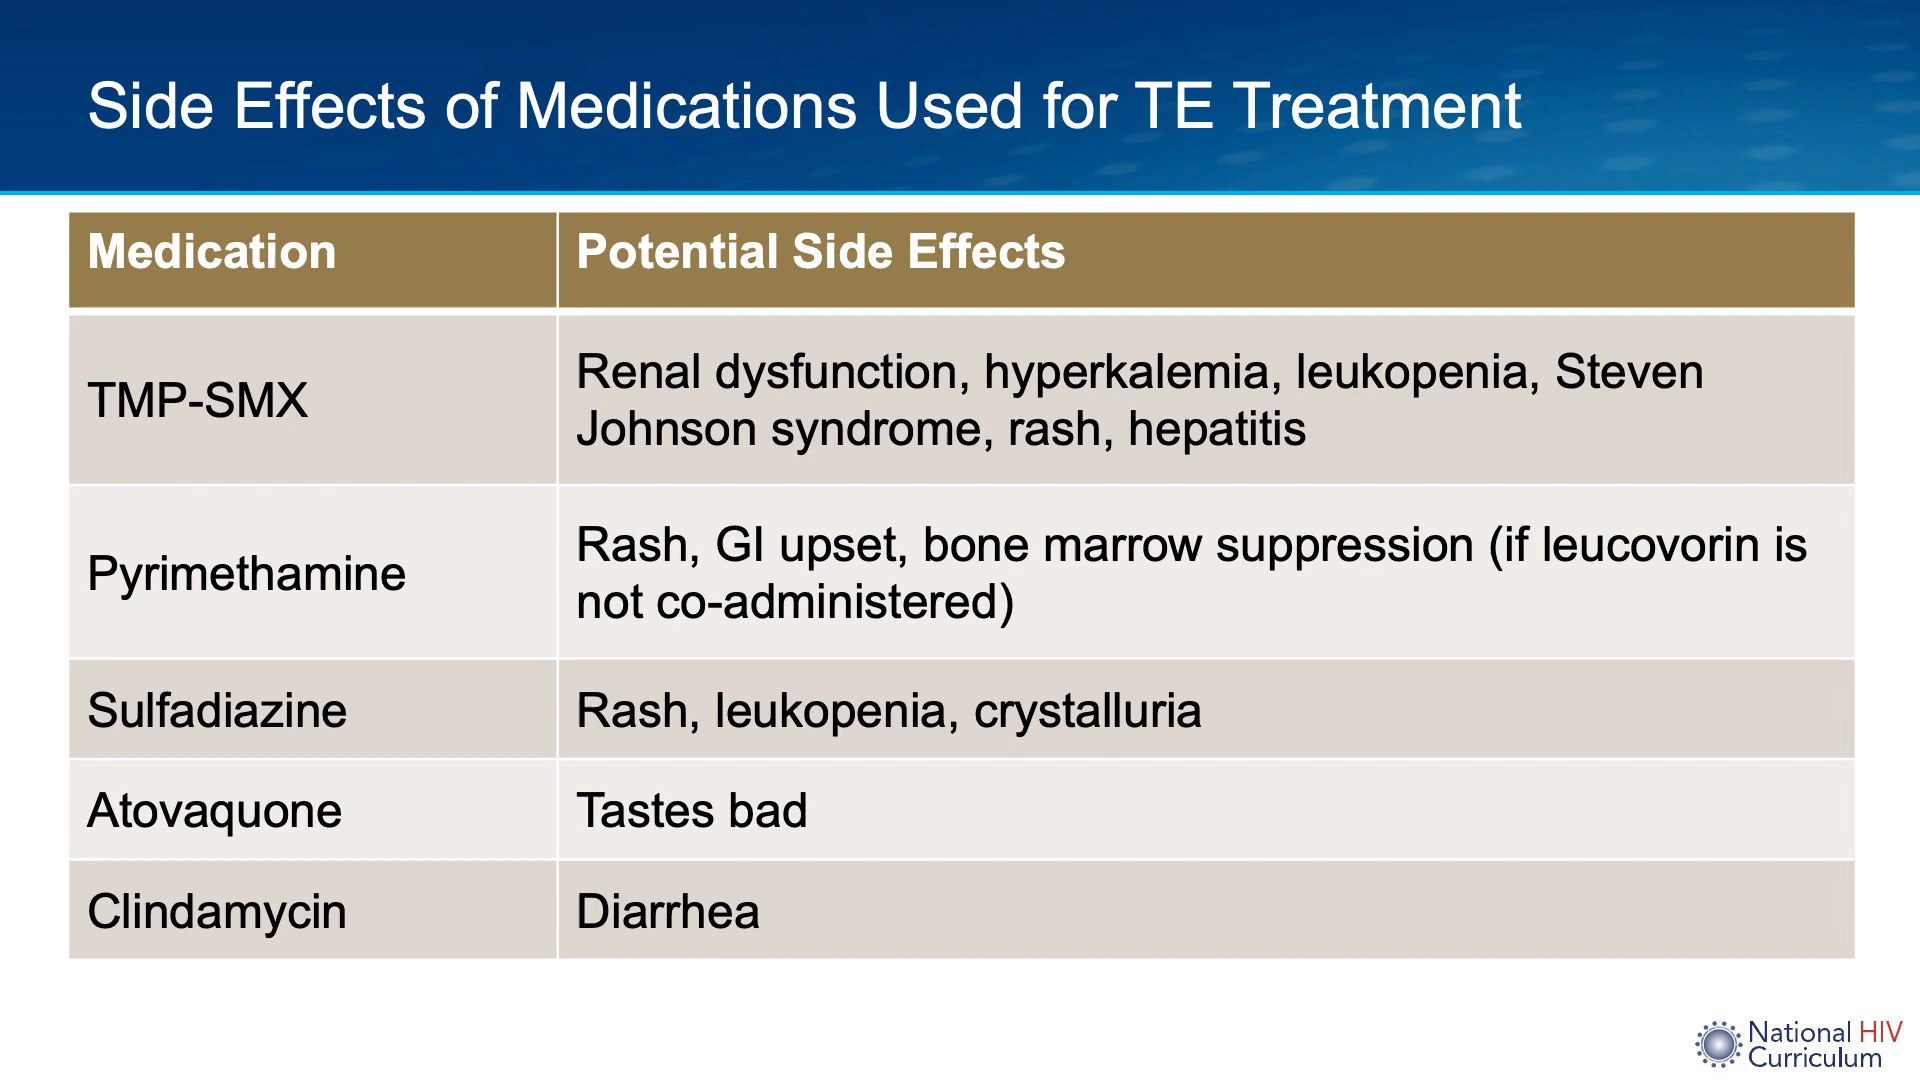 Side Effects of Medications Used for TE Treatment
Medication
Potential Side Effects
TMP-SMX
Renal dysfunction, hyperkalemia, leukopenia, Steven
Johnson syndrome, rash, hepatitis
Pyrimethamine
Rash, GI upset, bone marrow suppression (if leucovorin is
not co-administered)
Sulfadiazine
Rash, leukopenia, crystalluria
Atovaquone
Tastes bad
Clindamycin
Diarrhea
National HIV
Curriculum